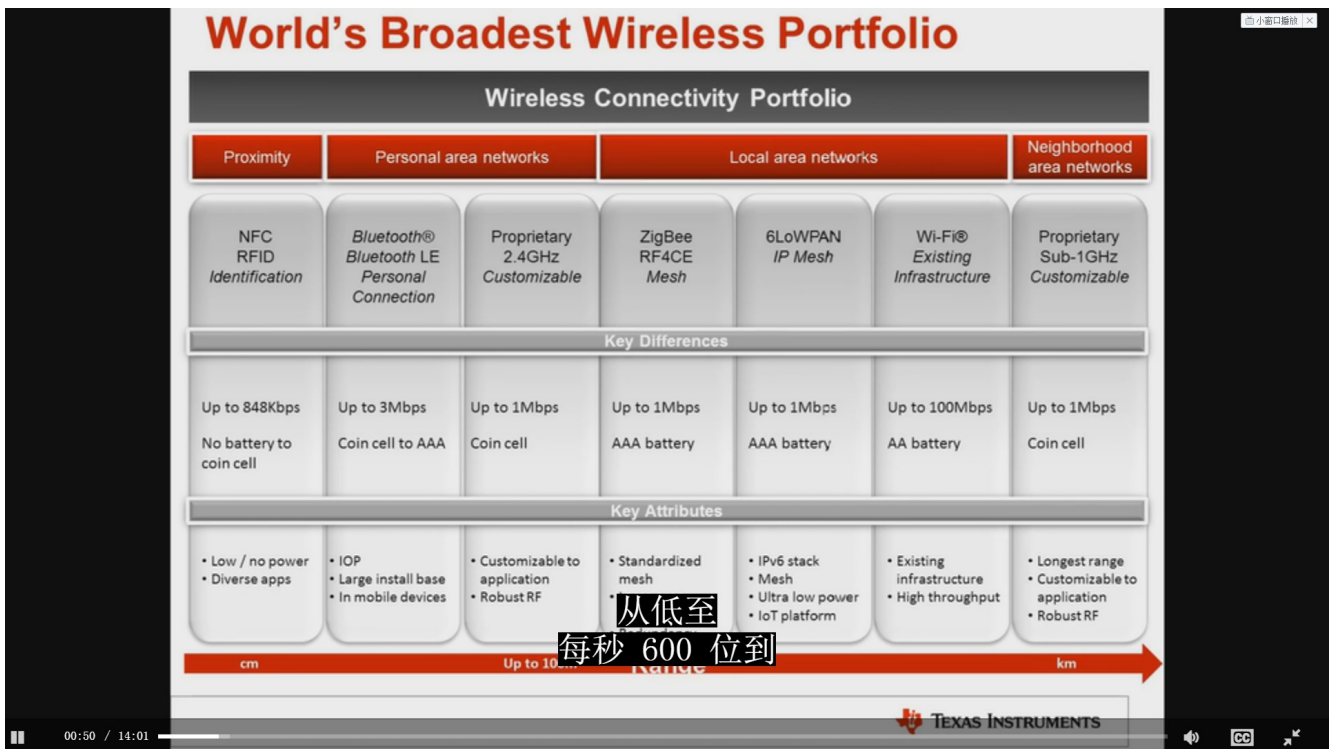 World's Broadest Wireless Portfolio
小窗口播放
Wireless Connectivity Portfolio
Proximity
Personal area networks
Local area networks
Neighborhood
area networks
NFC
RFID
Identification
Bluetooth®
Bluetooth LE
Personal
Connection
Proprietary
2.4GHz
Customizable
ZigBee
RF4CE
Mesh
6LoWPAN
IP Mesh
Wi-Fi®
Existing
Infrastructure
Proprietary
Sub-1GHz
Customizable
Key Differences
Up to 848Kbps
No battery to
coin cell
Up to 3Mbps
Coin cell to AAA
Up to 1Mbps
Coin cell
Up to 1Mbps
AAA battery
Up to 1Mbps
AAA battery
Up to 100Mbps
AA battery
Up to 1Mbps
Coin cell
Key Attributes
• Low / no power
• Diverse apps
• IOP
• Large install base
• In mobile devices
• Customizable to
application
• Robust RF
• Standardized
mesh
• IPv6 stack
• Mesh
• Ultra low power
• IoT platform
• Existing
infrastructure
• High throughput
• Longest range
• Customizable to
application
• Robust RF
从低至
每秒 600 位到
cm
Up to
Range
km
TEXAS INSTRUMENTS
00:50 / 14:01
CC